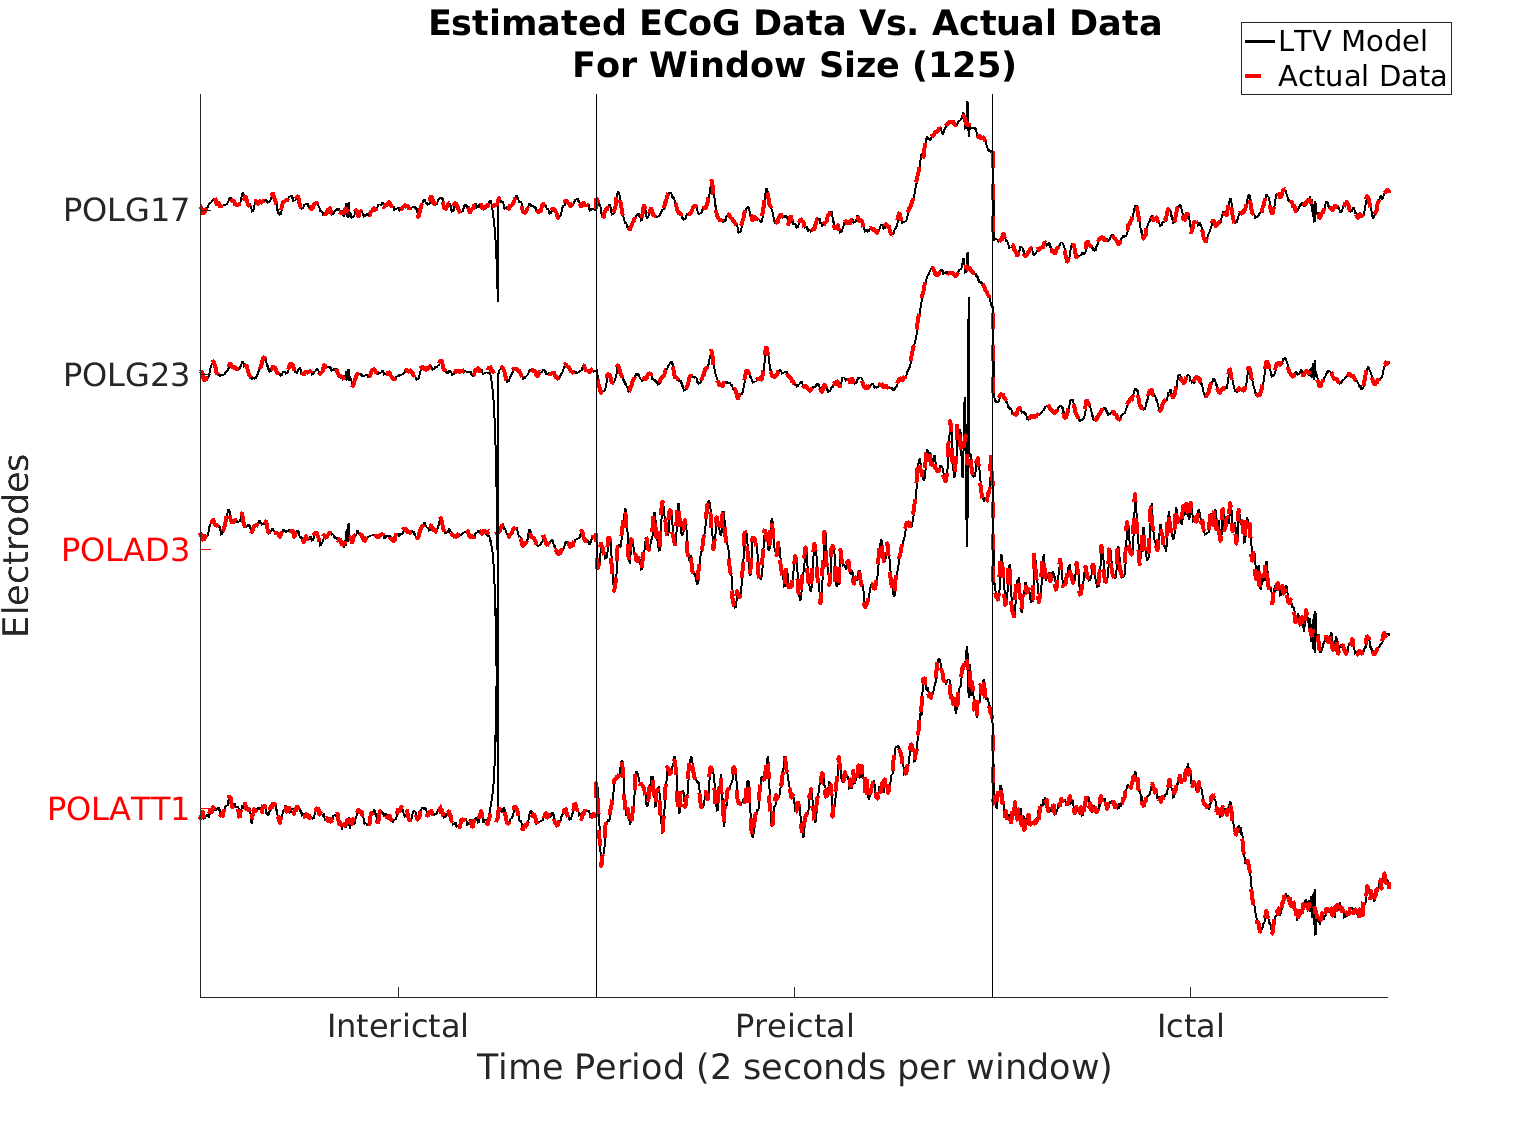 Estimated ECoG Data Vs. Actual Data
For Window Size (125)
LTV Model
Actual Data
POLG17
POLG23
POLAD3
POLATT1
Electrodes
Interictal
Preictal
Ictal
Time Period (2 seconds per window)